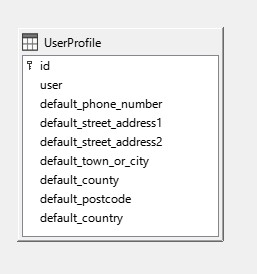 UserProfile
id
user
default_phone_number
default_street_address1
default_street_address2
default_town_or_city
default_county
default_postcode
default_country